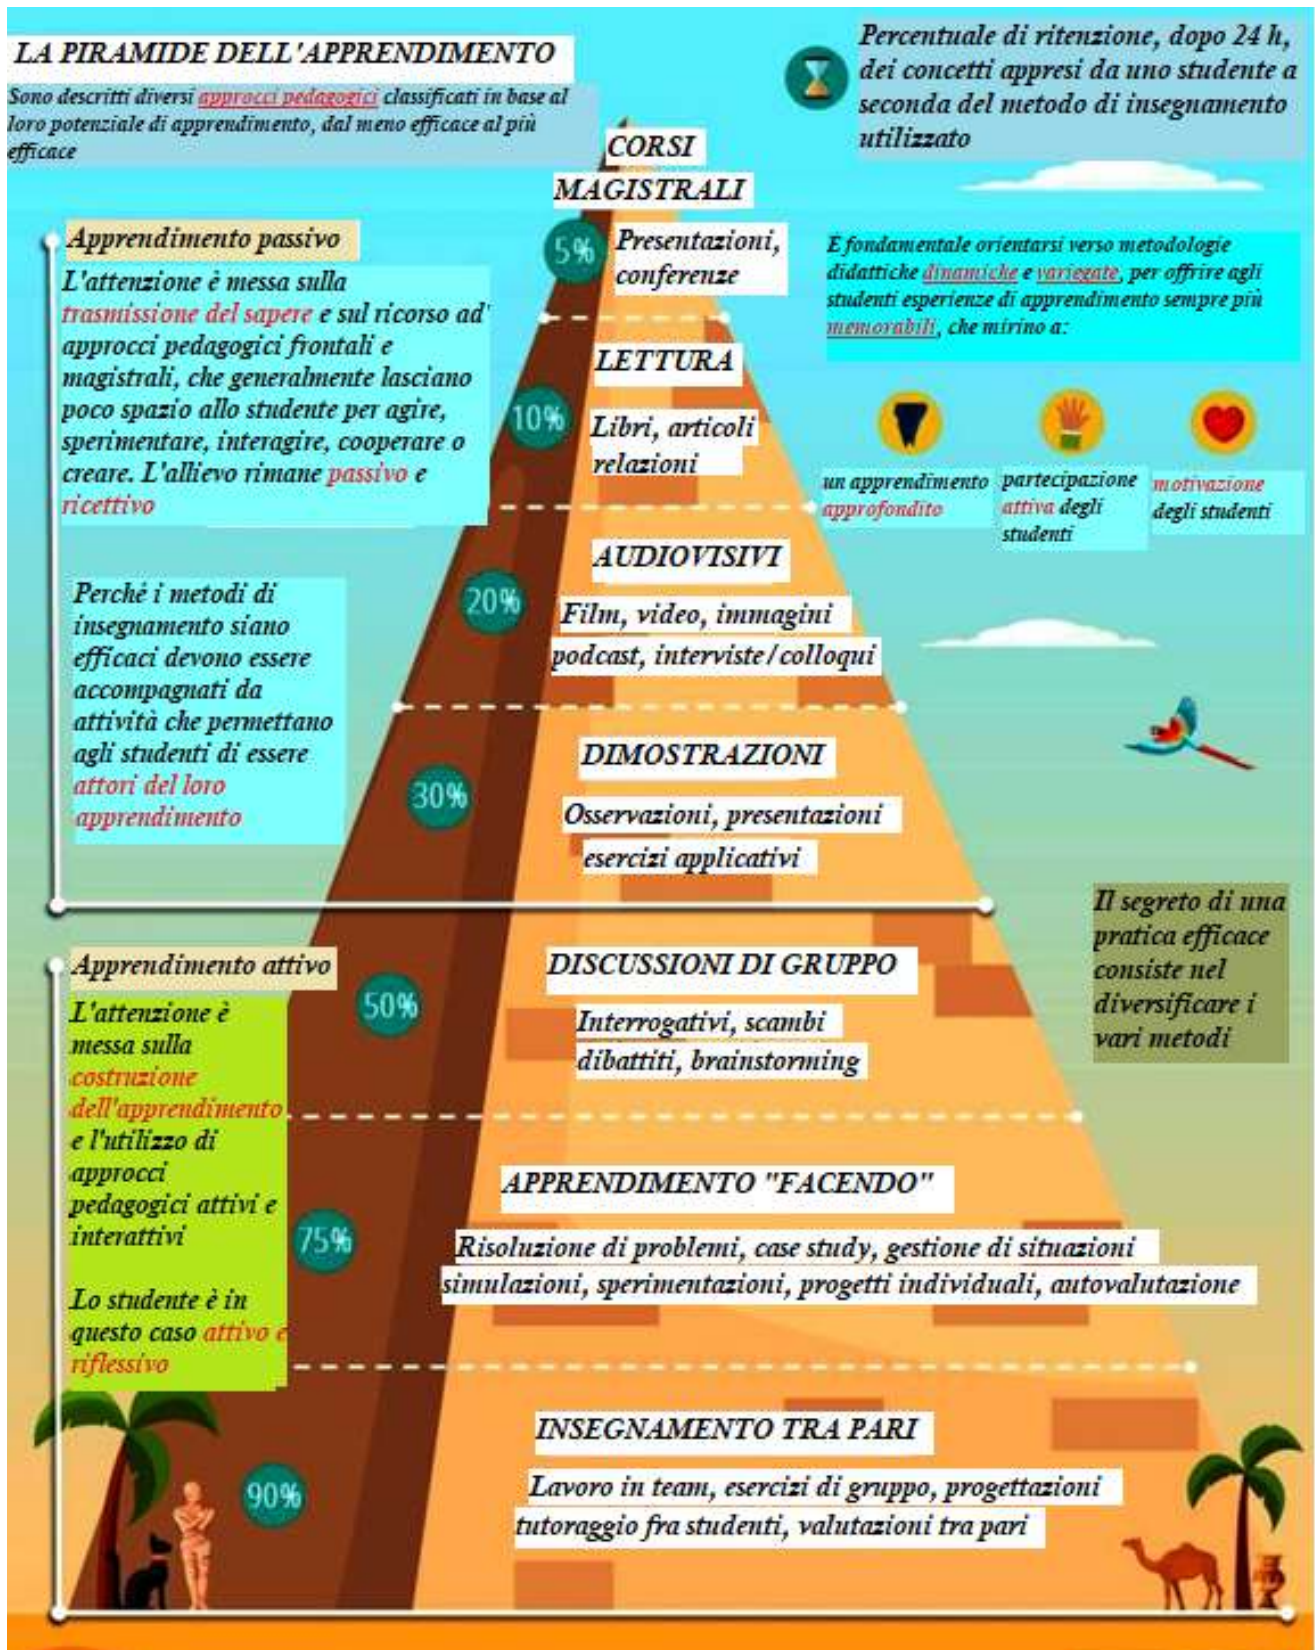 LA PIRAMIDE DELL'APPRENDIMENTO
Sono descritti diversi approcci pedagogici classificati in base al
loro potenziale di apprendimento, dal meno efficace al più
efficace
Percentuale di ritenzione, dopo 24 h,
dei concetti appresi da uno studente a
seconda del metodo di insegnamento
utilizzato
CORSI
MAGISTRALI
5%
Presentazioni,
conferenze
Apprendimento passivo
L'attenzione è messa sulla
trasmissione del sapere e sul ricorso ad'
approcci pedagogici frontali e
magistrali, che generalmente lasciano
poco spazio allo studente per agire,
sperimentare, interagire, cooperare o
creare. L'allievo rimane passivo e
ricettivo
È fondamentale orientarsi verso metodologie
didattiche dinamiche e variegate, per offrire agli
studenti esperienze di apprendimento sempre più
memorabili, che mirino a:
un apprendimento
approfondito
partecipazione
attiva degli
studenti
motivazione
degli studenti
LETTURA
10%
Libri, articoli
relazioni
AUDIOVISIVI
20%
Film, video, immagini
podcast, interviste/colloqui
Perché i metodi di
insegnamento siano
efficaci devono essere
accompagnati da
attività che permettano
agli studenti di essere
attori del loro
apprendimento
DIMOSTRAZIONI
30%
Osservazioni, presentazioni
esercizi applicativi
Il segreto di una
pratica efficace
consiste nel
diversificare i
vari metodi
Apprendimento attivo
L'attenzione è
messa sulla
costruzione
dell'apprendimento
e l'utilizzo di
approcci
pedagogici attivi e
interattivi
Lo studente è in
questo caso attivo e
riflessivo
DISCUSSIONI DI GRUPPO
50%
Interrogativi, scambi
dibattiti, brainstorming
APPRENDIMENTO "FACENDO"
75%
Risoluzione di problemi, case study, gestione di situazioni
simulazioni, sperimentazioni, progetti individuali, autovalutazione
INSEGNAMENTO TRA PARI
90%
Lavoro in team, esercizi di gruppo, progettazioni
tutoraggio fra studenti, valutazioni tra pari